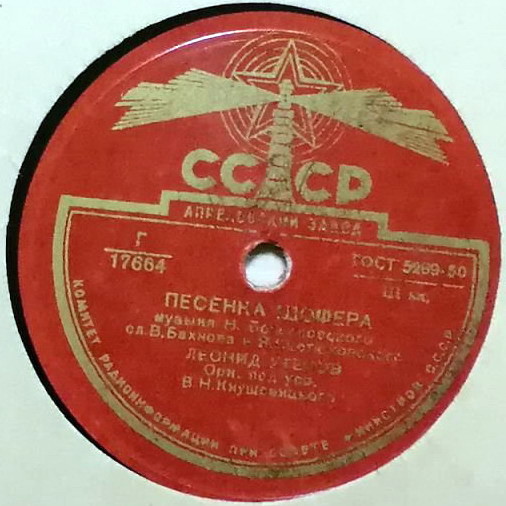 СССР
АПРЕЛЕВСКИЙ ЗАВОД
Г
17664
ГОСТ 5289-50
III кл.
ПЕСЕНКА ШОФЕРА
музыка Н. Богословского
сл. В. Бахнова и Я. Костюковского
ЛЕОНИД УТЕСОВ
Орк. под упр.
В. Н. Кнушевицкого
КОМИТЕТ РАДИОИНФОРМАЦИИ ПРИ СОВЕТЕ МИНИСТРОВ СССР